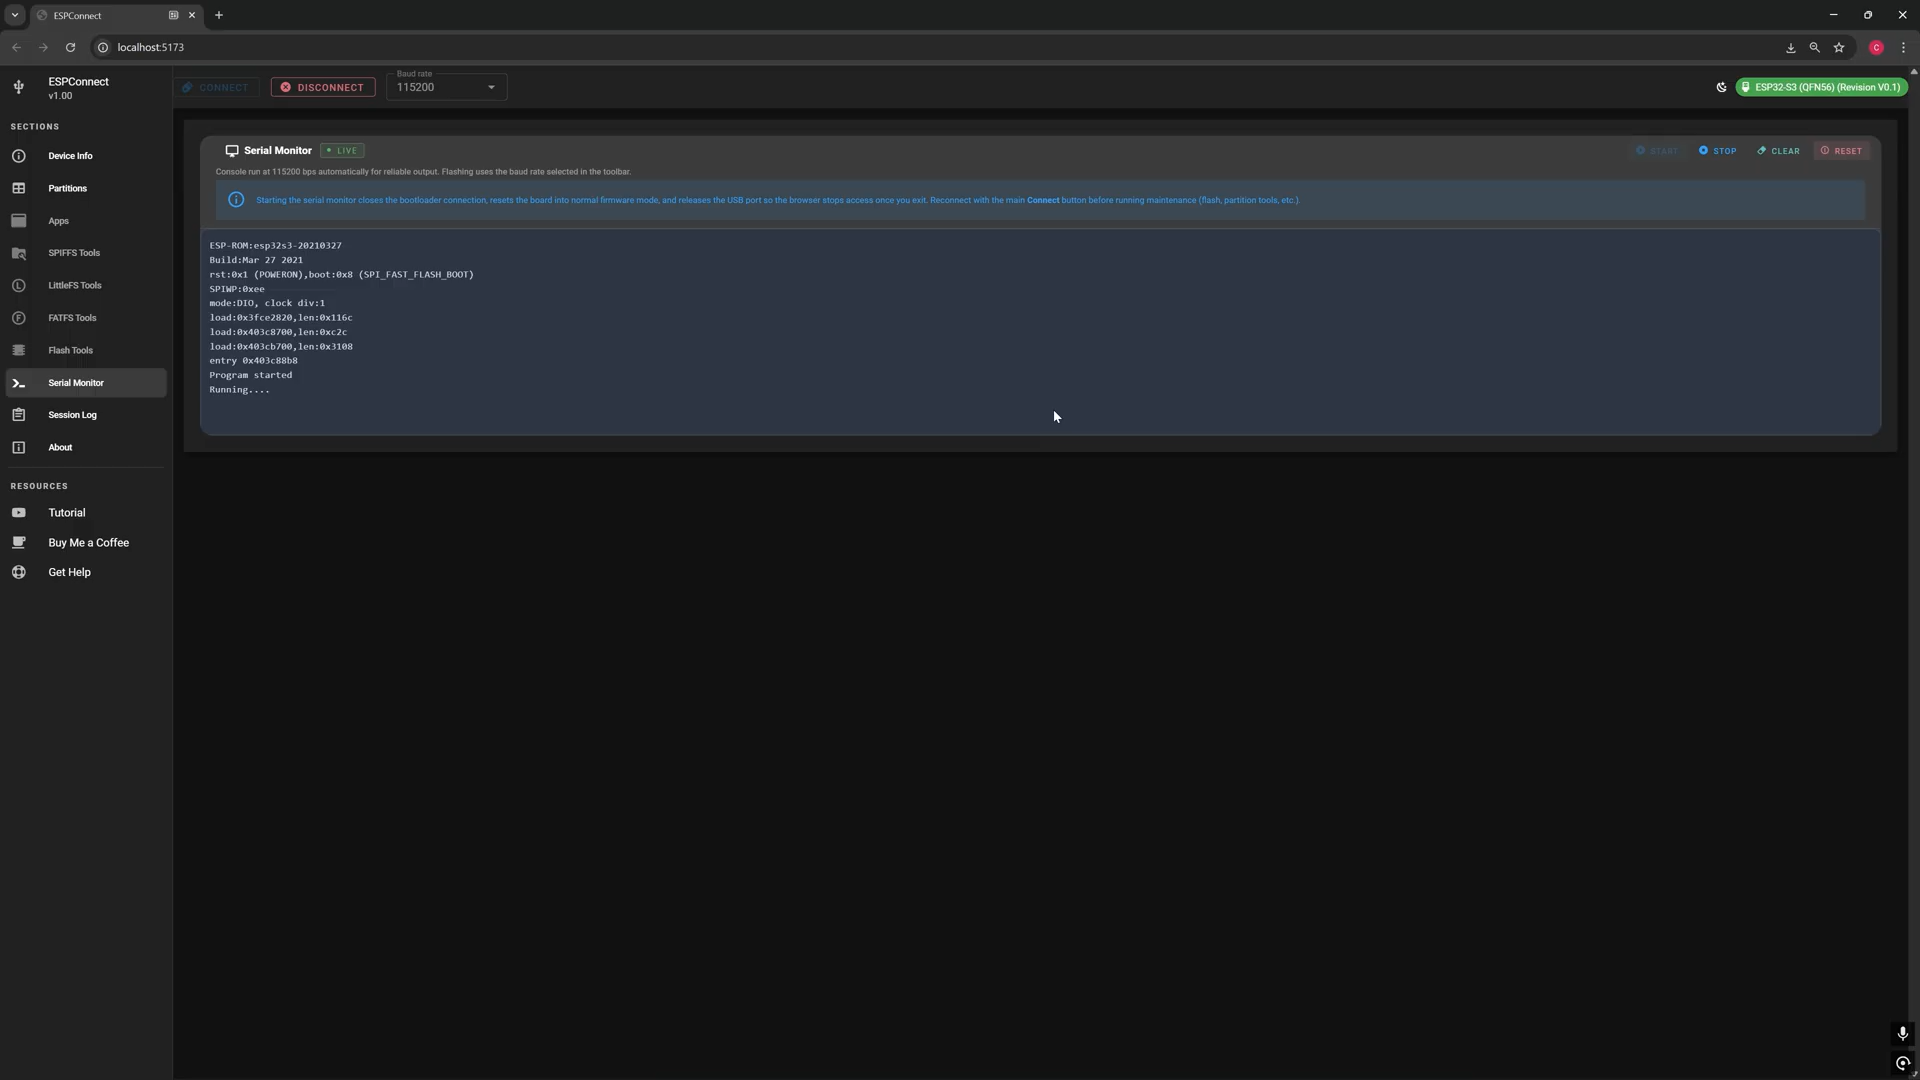 ESPConnect
localhost:5173
C
ESPConnect
v1.00
CONNECT
DISCONNECT
Baud rate
115200
ESP32-S3 (QFN56) (Revision V0.1)
SECTIONS
Device Info
Partitions
Apps
SPIFFS Tools
LittleFS Tools
FATFS Tools
Flash Tools
Serial Monitor
Session Log
About
RESOURCES
Tutorial
Buy Me a Coffee
Get Help
Serial Monitor
LIVE
START
STOP
CLEAR
RESET
Console run at 115200 bps automatically for reliable output. Flashing uses the baud rate selected in the toolbar.
Starting the serial monitor closes the bootloader connection, resets the board into normal firmware mode, and releases the USB port so the browser stops access once you exit. Reconnect with the main Connect button before running maintenance (flash, partition tools, etc.).
ESP-ROM:esp32s3-20210327
Build:Mar 27 2021
rst:0x1 (POWERON),boot:0x8 (SPI_FAST_FLASH_BOOT)
SPIWP:0xee
mode:DIO, clock div:1
load:0x3fce2820,len:0x116c
load:0x403c8700,len:0xc2c
load:0x403cb700,len:0x3108
entry 0x403c88b8
Program started
Running....